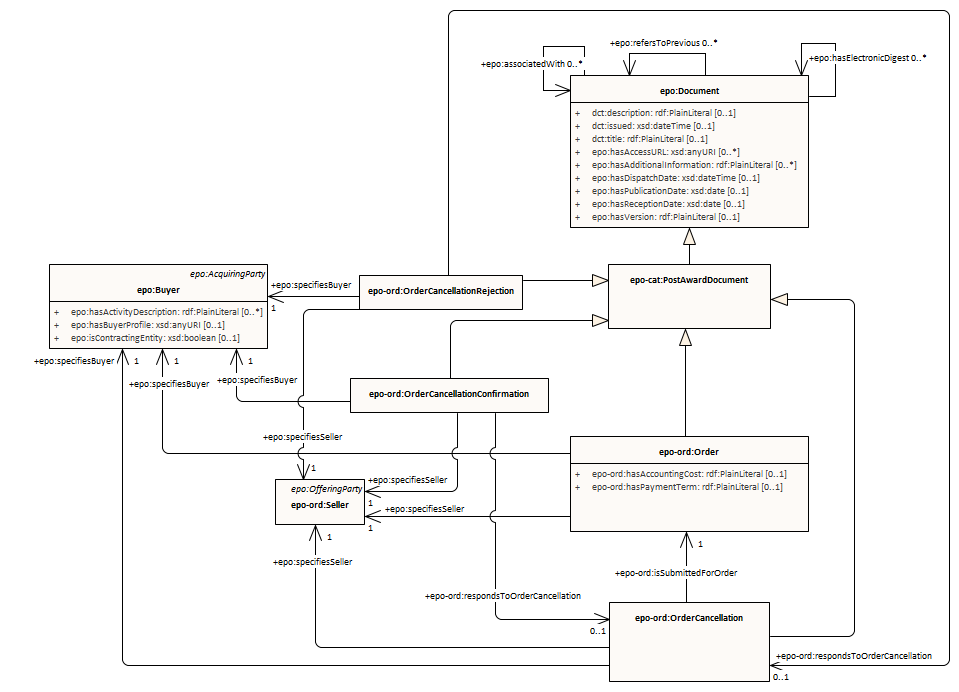 +epo:refersToPrevious 0..*
+epo:associatedWith 0..*
+epo:hasElectronicDigest 0..*
epo:Document
+ dct:description: rdf:PlainLiteral [0..1]
+ dct:issued: xsd:dateTime [0..1]
+ dct:title: rdf:PlainLiteral [0..1]
+ epo:hasAccessURL: xsd:anyURI [0..*]
+ epo:hasAdditionalInformation: rdf:PlainLiteral [0..*]
+ epo:hasDispatchDate: xsd:dateTime [0..1]
+ epo:hasPublicationDate: xsd:date [0..1]
+ epo:hasReceptionDate: xsd:date [0..1]
+ epo:hasVersion: rdf:PlainLiteral [0..1]
epo:AcquiringParty
epo:Buyer
+ epo:hasActivityDescription: rdf:PlainLiteral [0..*]
+ epo:hasBuyerProfile: xsd:anyURI [0..1]
+ epo:isContractingEntity: xsd:boolean [0..1]
+epo:specifiesBuyer
1
epo-ord:OrderCancellationRejection
epo-cat:PostAwardDocument
+epo:specifiesBuyer
1
+epo:specifiesBuyer
1
+epo:specifiesBuyer
1
epo-ord:OrderCancellationConfirmation
+epo:specifiesSeller
1
epo-ord:Order
+ epo-ord:hasAccountingCost: rdf:PlainLiteral [0..1]
+ epo-ord:hasPaymentTerm: rdf:PlainLiteral [0..1]
epo:OfferingParty
epo-ord:Seller
+epo:specifiesSeller
1
+epo:specifiesSeller
1
+epo:specifiesSeller
1
1
+epo-ord:isSubmittedForOrder
+epo-ord:respondsToOrderCancellation
0..1
epo-ord:OrderCancellation
+epo-ord:respondsToOrderCancellation
0..1